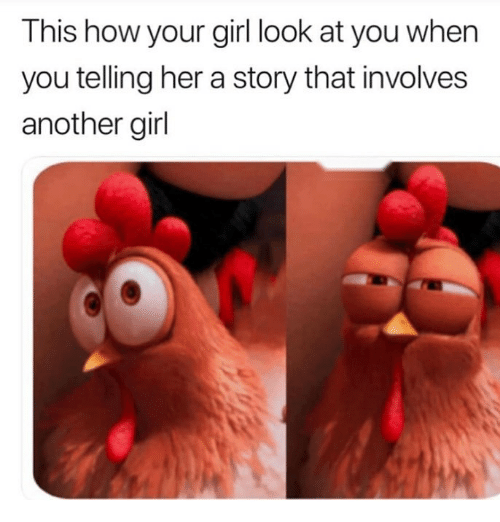 This how your girl look at you when
you telling her a story that involves
another girl